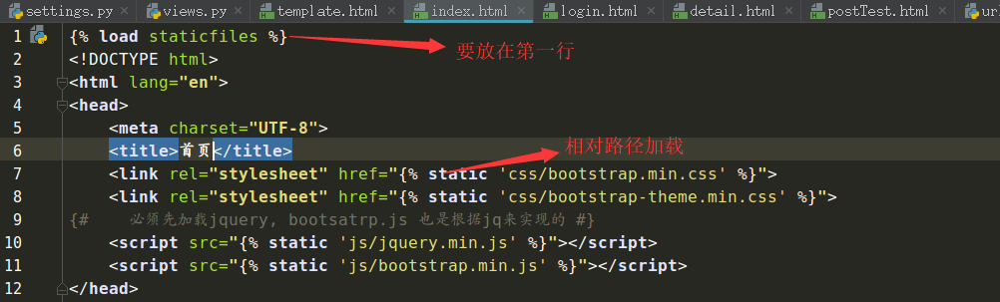 settings.py × views.py × template.html × index.html × login.html × detail.html × postTest.html × url
1 {% load staticfiles %} 要放在第一行
2 <!DOCTYPE html>
3 <html lang="en">
4 <head>
5 <meta charset="UTF-8">
6 <title>首页</title> 相对路径加载
7 <link rel="stylesheet" href="{% static 'css/bootstrap.min.css' %}">
8 <link rel="stylesheet" href="{% static 'css/bootstrap-theme.min.css' %}">
9 {# 必须先加载jquery, bootsatrp.js 也是根据jq来实现的 #}
10 <script src="{% static 'js/jquery.min.js' %}"></script>
11 <script src="{% static 'js/bootstrap.min.js' %}"></script>
12 </head>